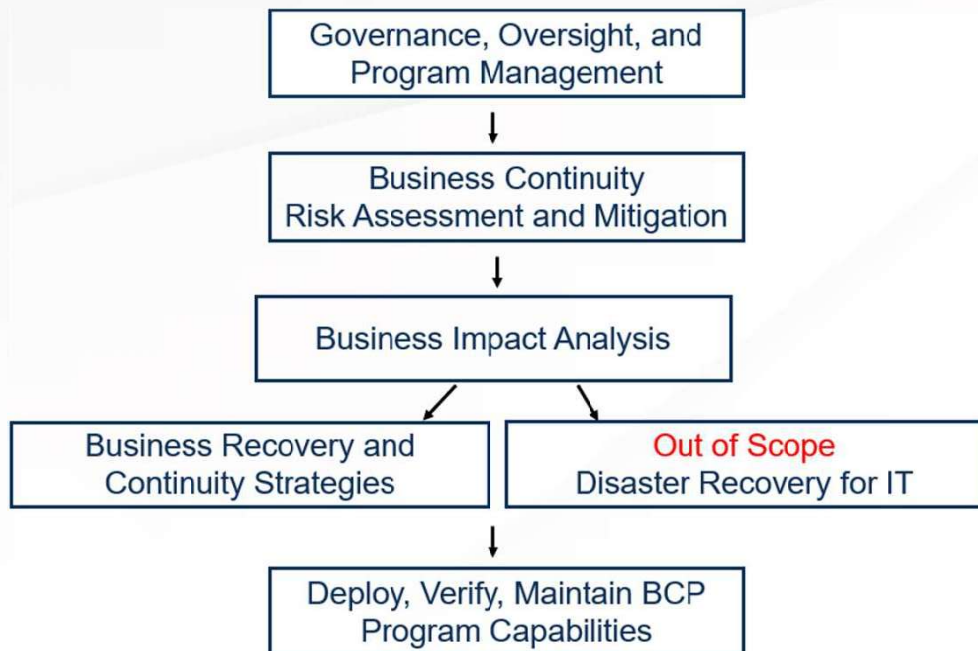 Governance, Oversight, and
Program Management
Business Continuity
Risk Assessment and Mitigation
Business Impact Analysis
Business Recovery and
Continuity Strategies
Out of Scope
Disaster Recovery for IT
Deploy, Verify, Maintain BCP
Program Capabilities